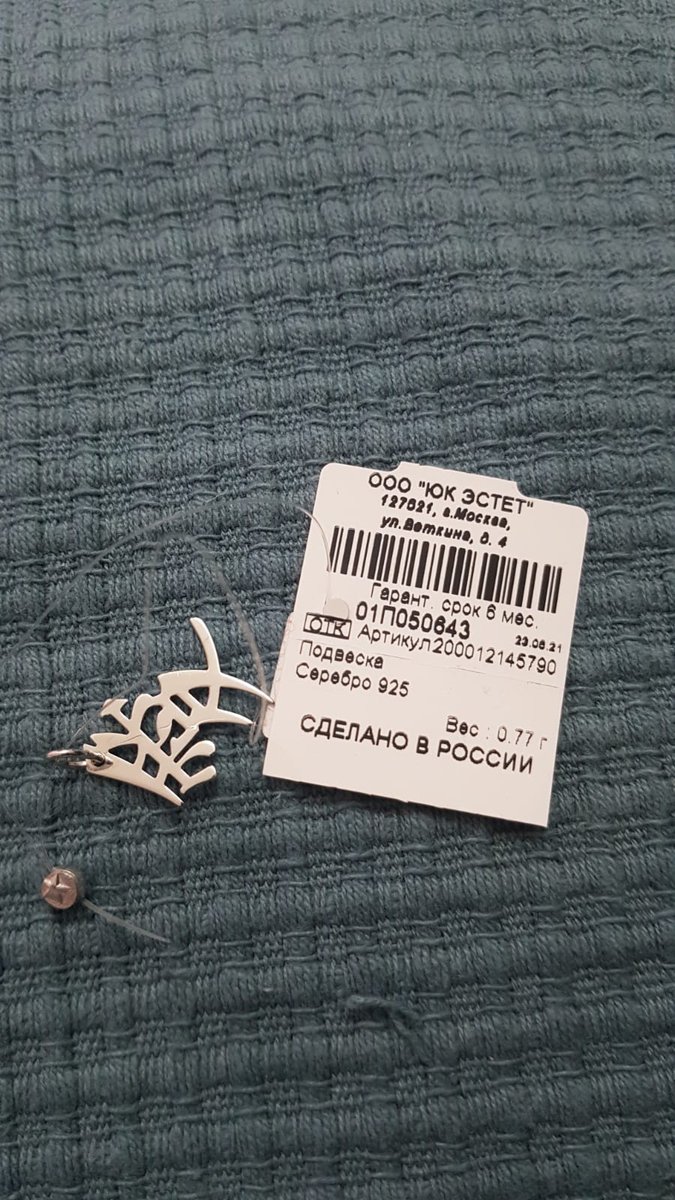 ООО "ЮК ЭСТЕТ"
127621, г.Москва,
ул.Веткина, д. 4
Гарант. срок 6 мес.
01П050643
23.06.21
ОТК Артикул200012145790
Подвеска
Серебро 925
Вес : 0.77 г
СДЕЛАНО В РОССИИ